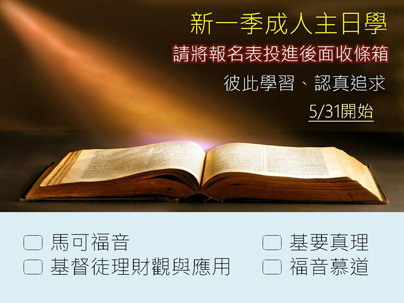 新一季成人主日學
請將報名表投進後面收條箱
彼此學習、認真追求
5/31開始
馬可福音
基要真理
基督徒理財觀與應用
福音慕道